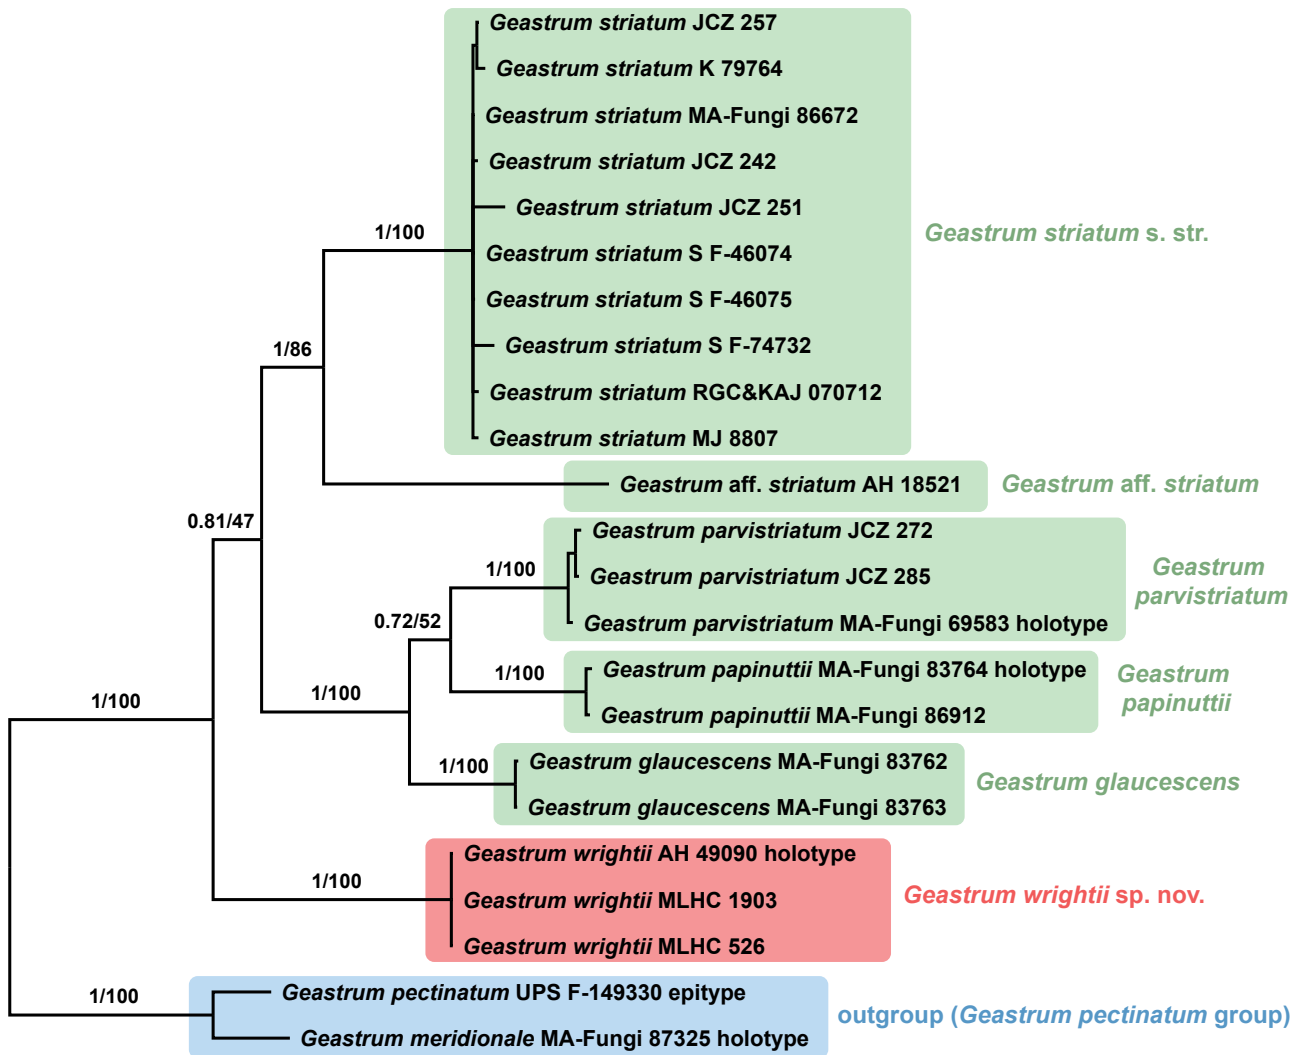 Geastrum striatum JCZ 257
Geastrum striatum K 79764
Geastrum striatum MA-Fungi 86672
Geastrum striatum JCZ 242
Geastrum striatum JCZ 251
1/100
Geastrum striatum s. str.
Geastrum striatum S F-46074
Geastrum striatum S F-46075
Geastrum striatum S F-74732
1/86
Geastrum striatum RGC&KAJ 070712
Geastrum striatum MJ 8807
Geastrum aff. striatum AH 18521
Geastrum aff. striatum
0.81/47
Geastrum parvistriatum JCZ 272
Geastrum parvistriatum JCZ 285
1/100
Geastrum
parvistriatum
Geastrum parvistriatum MA-Fungi 69583 holotype
0.72/52
Geastrum papinuttii MA-Fungi 83764 holotype
1/100
Geastrum
papinuttii
1/100
1/100
Geastrum papinuttii MA-Fungi 86912
Geastrum glaucescens MA-Fungi 83762
1/100
Geastrum glaucescens
Geastrum glaucescens MA-Fungi 83763
Geastrum wrightii AH 49090 holotype
1/100
Geastrum wrightii MLHC 1903
Geastrum wrightii sp. nov.
Geastrum wrightii MLHC 526
Geastrum pectinatum UPS F-149330 epitype
1/100
outgroup (Geastrum pectinatum group)
Geastrum meridionale MA-Fungi 87325 holotype